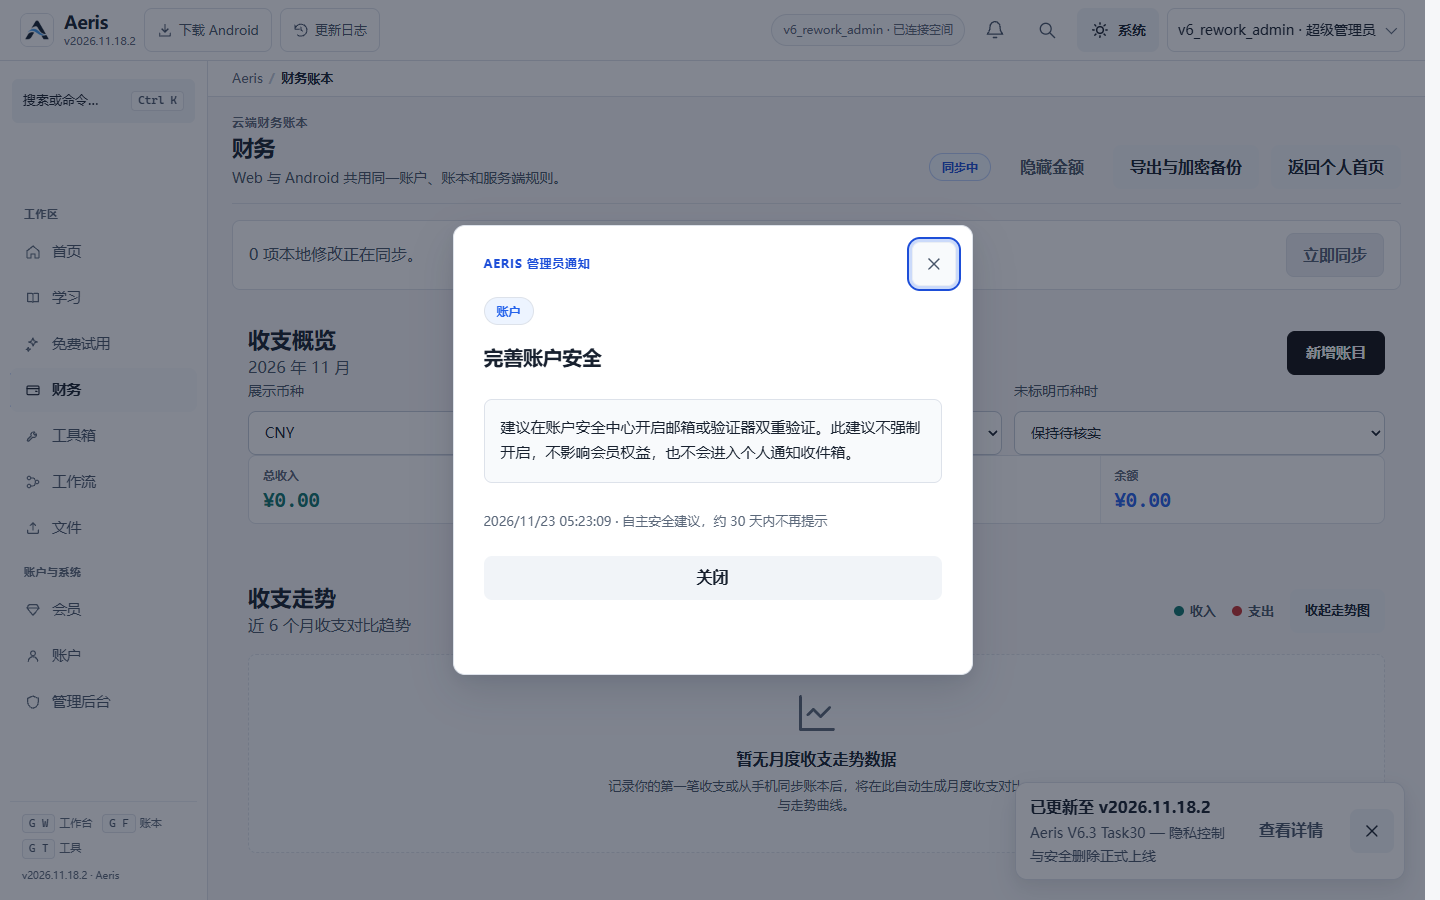 Aeris
v2026.11.18.2
下载 Android
更新日志
v6_rework_admin · 已连接空间
系统
v6_rework_admin · 超级管理员
搜索或命令...
Ctrl K
Aeris / 财务账本
云端财务账本
财务
Web 与 Android 共用同一账户、账本和服务端规则。
同步中
隐藏金额
导出与加密备份
返回个人首页
工作区
首页
学习
免费试用
财务
工具箱
工作流
文件
账户与系统
会员
账户
管理后台
G W 工作台 G F 账本
G T 工具
v2026.11.18.2 · Aeris
0 项本地修改正在同步。
立即同步
收支概览
2026 年 11 月
新增账目
展示币种
未标明币种时
CNY
保持待核实
总收入
¥0.00
余额
¥0.00
收支走势
近 6 个月收支对比趋势
收入
支出
收起走势图
暂无月度收支走势数据
记录你的第一笔收支或从手机同步账本后，将在此自动生成月度收支对比
与走势曲线。
AERIS 管理员通知
账户
完善账户安全
建议在账户安全中心开启邮箱或验证器双重验证。此建议不强制
开启，不影响会员权益，也不会进入个人通知收件箱。
2026/11/23 05:23:09 · 自主安全建议，约 30 天内不再提示
关闭
已更新至 v2026.11.18.2
Aeris V6.3 Task30 — 隐私控制
与安全删除正式上线
查看详情